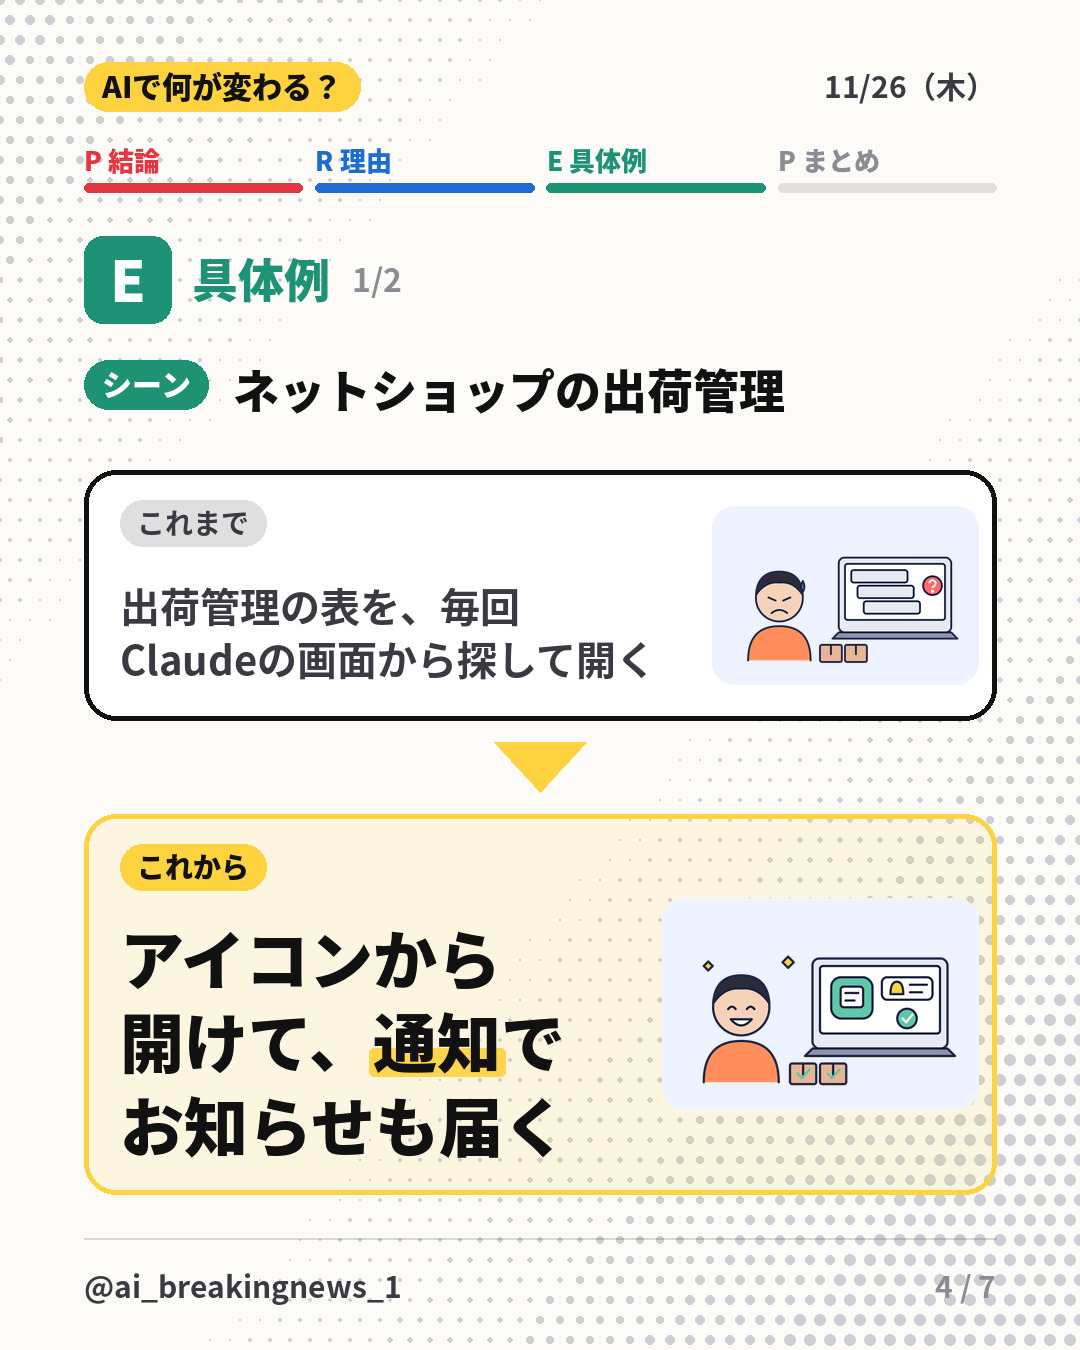 AIで何が変わる？
11/26（木）
P 結論
R 理由
E 具体例
P まとめ
E 具体例 1/2
シーン ネットショップの出荷管理
これまで
出荷管理の表を、毎回
Claudeの画面から探して開く
?
これから
アイコンから
開けて、通知で
お知らせも届く
@ai_breakingnews_1
4 / 7